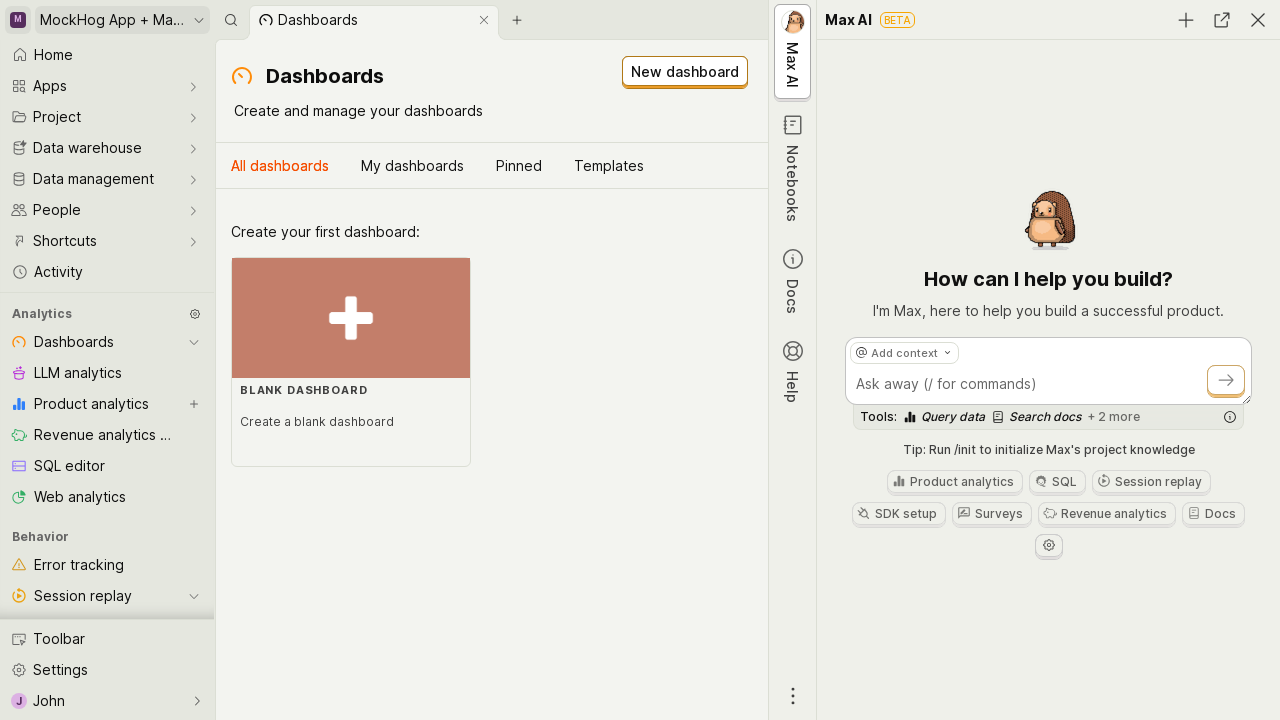 M
MockHog App + Ma...
Home
Apps
Project
Data warehouse
Data management
People
Shortcuts
Activity
Analytics
Dashboards
LLM analytics
Product analytics
Revenue analytics ...
SQL editor
Web analytics
Behavior
Error tracking
Session replay
Toolbar
Settings
J John
Dashboards
Dashboards
New dashboard
Create and manage your dashboards
All dashboards My dashboards Pinned Templates
Create your first dashboard:
BLANK DASHBOARD
Create a blank dashboard
Max AI
Notebooks
Docs
Help
Max AI BETA
How can I help you build?
I'm Max, here to help you build a successful product.
@ Add context
Ask away (/ for commands)
Tools: Query data Search docs + 2 more
Tip: Run /init to initialize Max's project knowledge
Product analytics SQL Session replay
SDK setup Surveys Revenue analytics Docs